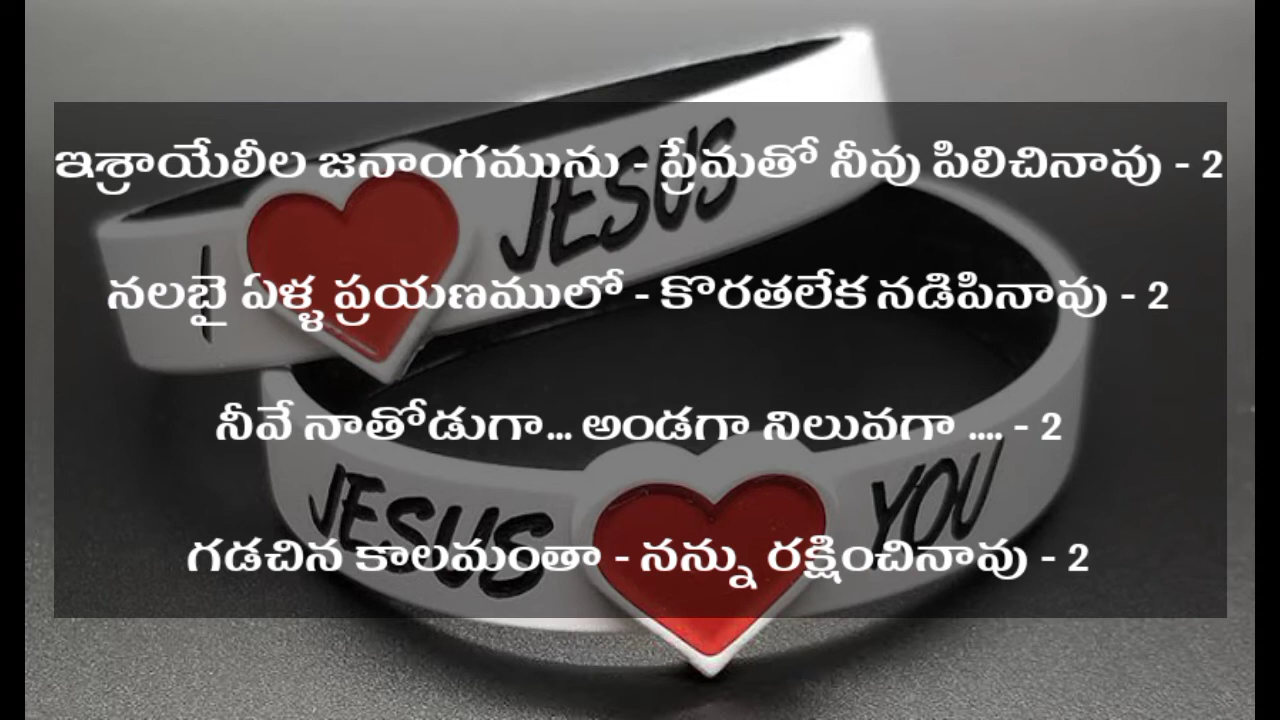 ఇశ్రాయేలీల జనాంగమును - ప్రేమతో నీవు పిలిచినావు - 2
నలబై ఏళ్ళ ప్రయణములో - కొరతలేక నడిపినావు - 2
నీవే నాతోడుగా... అండగా నిలువగా .... - 2
గడచిన కాలమంతా - నన్ను రక్షించినావు - 2
I JESUS
JESUS YOU